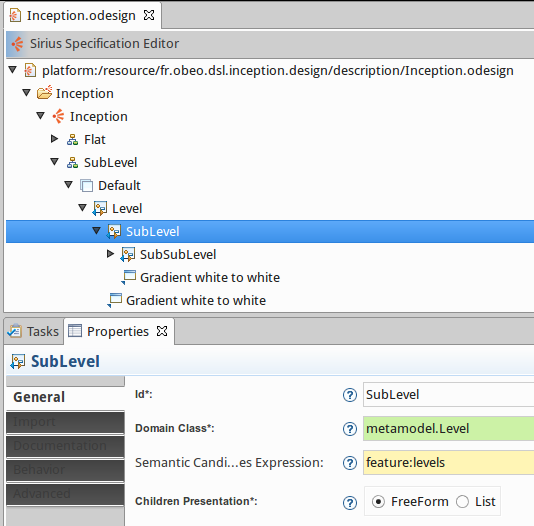 Inception.odesign
Sirius Specification Editor
platform:/resource/fr.obeo.dsl.inception.design/description/Inception.odesign
Inception
Inception
Flat
SubLevel
Default
Level
SubLevel
SubSubLevel
Gradient white to white
Gradient white to white
Tasks Properties
SubLevel
General
Import
Documentation
Behavior
Advanced
Id*: SubLevel
Domain Class*: metamodel.Level
Semantic Candi...es Expression: feature:levels
Children Presentation*: FreeForm List